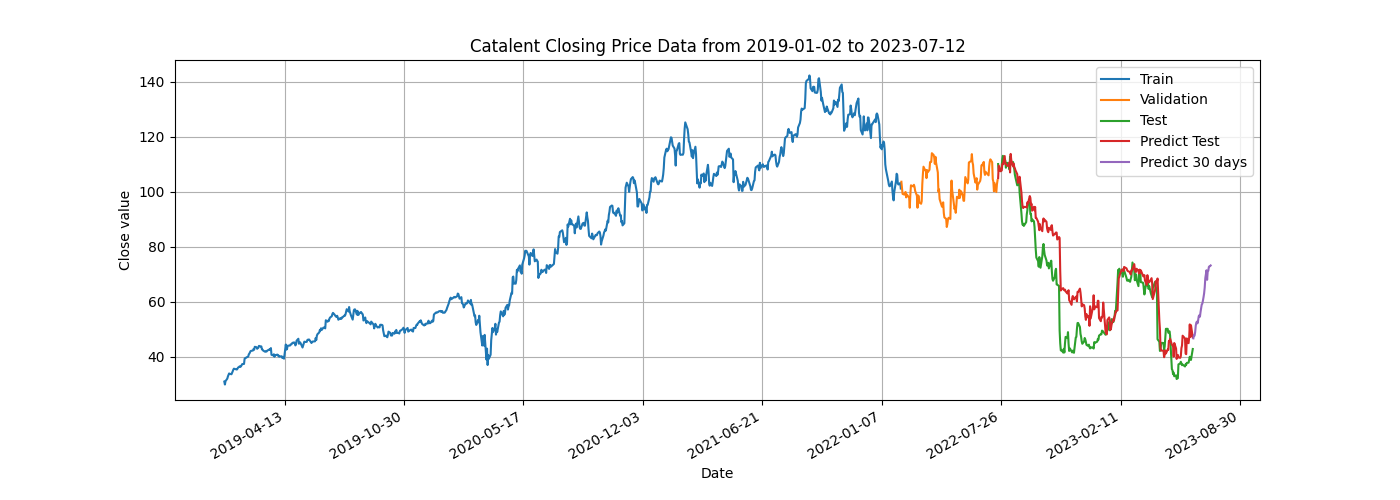 Catalent Closing Price Data from 2019-01-02 to 2023-07-12
Train
Validation
Test
Predict Test
Predict 30 days
Close value
140
120
100
80
60
40
2019-04-13
2019-10-30
2020-05-17
2020-12-03
2021-06-21
2022-01-07
2022-07-26
2023-02-11
2023-08-30
Date